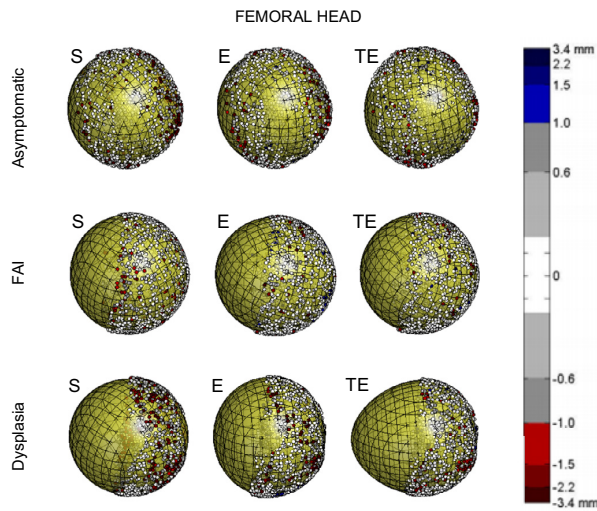 FEMORAL HEAD
Asymptomatic
S E TE
FAI
S E TE
Dysplasia
S E TE
3.4 mm
2.2
1.5
1.0
0.6
0
-0.6
-1.0
-1.5
-2.2
-3.4 mm